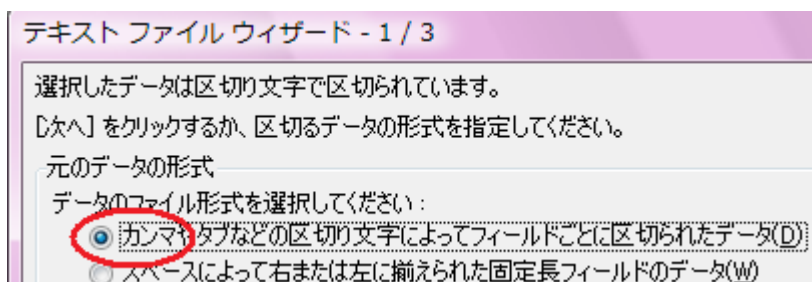 テキスト ファイル ウィザード - 1 / 3
選択したデータは区切り文字で区切られています。
[次へ] をクリックするか、区切るデータの形式を指定してください。
元のデータの形式
データのファイル形式を選択してください：
カンマやタブなどの区切り文字によってフィールドごとに区切られたデータ(D)
スペースによって右または左に揃えられた固定長フィールドのデータ(W)